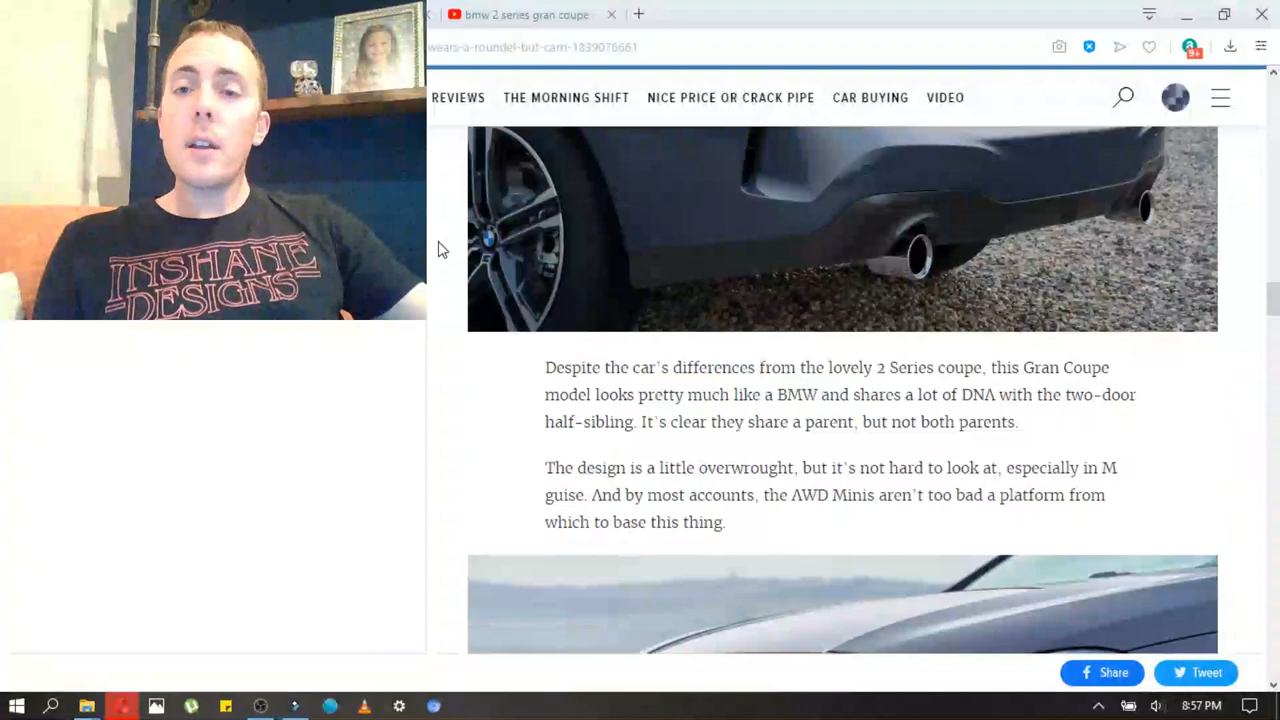 bmw 2 series gran coupe
wears-a-roundel-but-cam-1839076661
9+
REVIEWS THE MORNING SHIFT NICE PRICE OR CRACK PIPE CAR BUYING VIDEO
INSHANE
DESIGNS
Despite the car's differences from the lovely 2 Series coupe, this Gran Coupe
model looks pretty much like a BMW and shares a lot of DNA with the two-door
half-sibling. It's clear they share a parent, but not both parents.
The design is a little overwrought, but it's not hard to look at, especially in M
guise. And by most accounts, the AWD Minis aren't too bad a platform from
which to base this thing.
Share Tweet
8:57 PM